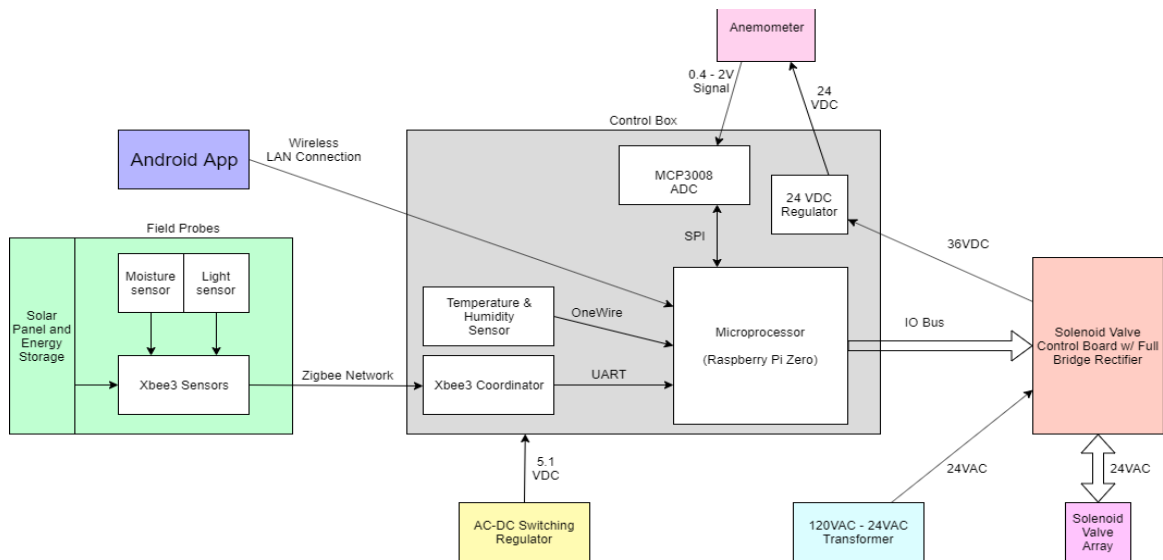 Anemometer
0.4 - 2V
Signal
24
VDC
Control Box
Wireless
LAN Connection
Android App
MCP3008
ADC
24 VDC
Regulator
SPI
36VDC
Field Probes
Moisture
sensor
Light
sensor
Solar
Panel and
Energy
Storage
Temperature &
Humidity
Sensor
OneWire
Microprocessor
(Raspberry Pi Zero)
IO Bus
Solenoid Valve
Control Board w/ Full
Bridge Rectifier
Xbee3 Sensors
Zigbee Network
Xbee3 Coordinator
UART
5.1
VDC
24VAC
24VAC
AC-DC Switching
Regulator
120VAC - 24VAC
Transformer
Solenoid
Valve
Array